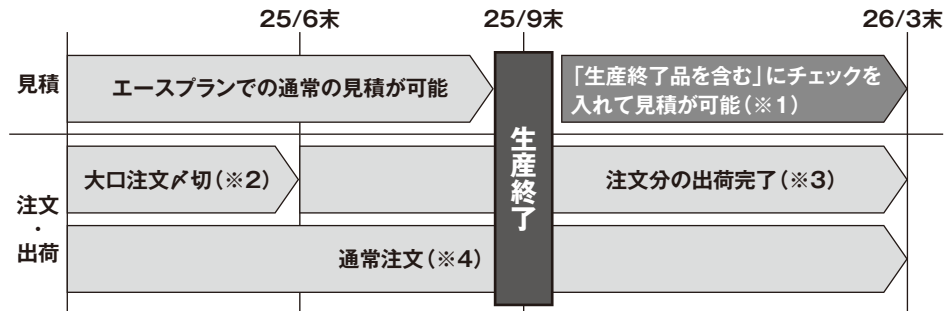 25/6末
25/9末
26/3末
見積
エースプランでの通常の見積が可能
「生産終了品を含む」にチェックを
入れて見積が可能(※1)
生産終了
注文
・
出荷
大口注文〆切(※2)
注文分の出荷完了(※3)
通常注文(※4)